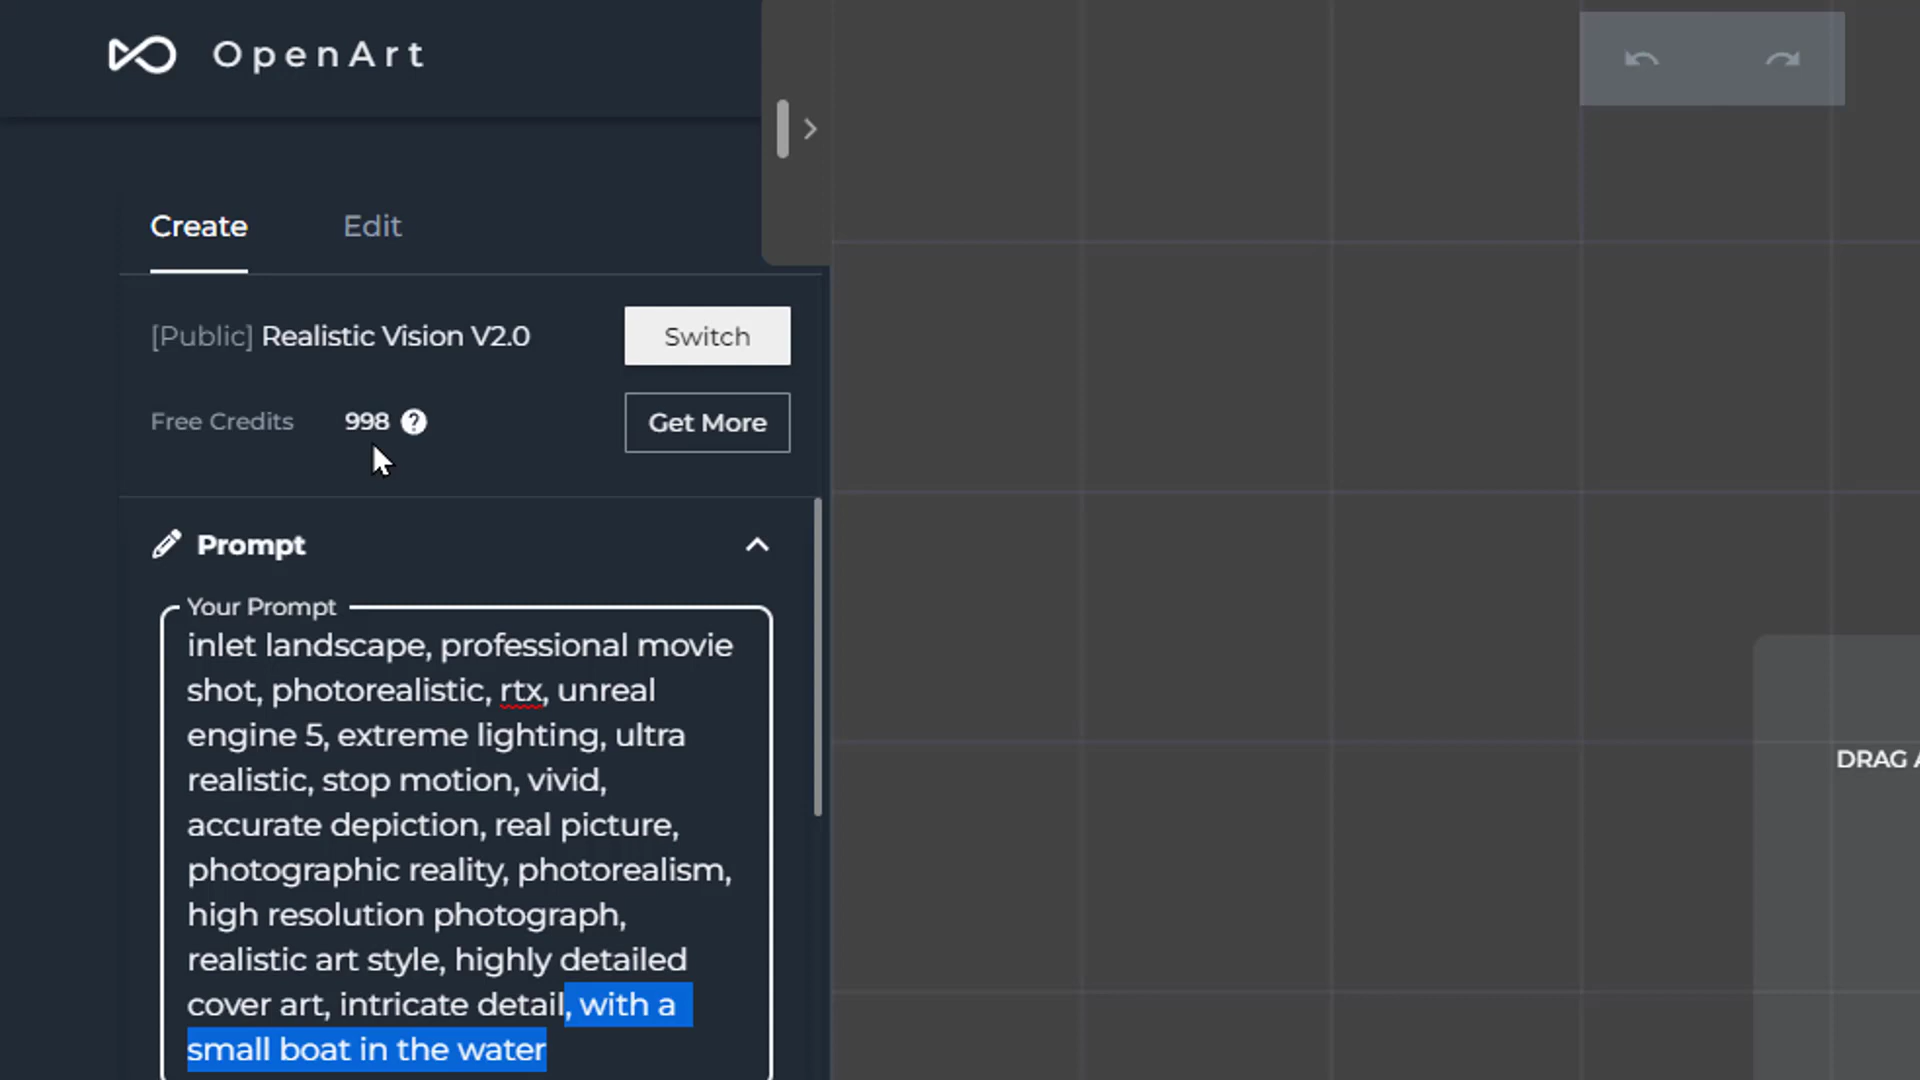 OpenArt
Create Edit
[Public] Realistic Vision V2.0 Switch
Free Credits 998 ? Get More
Prompt
Your Prompt
inlet landscape, professional movie
shot, photorealistic, rtx, unreal
engine 5, extreme lighting, ultra
realistic, stop motion, vivid,
accurate depiction, real picture,
photographic reality, photorealism,
high resolution photograph,
realistic art style, highly detailed
cover art, intricate detail, with a
small boat in the water
DRAG A